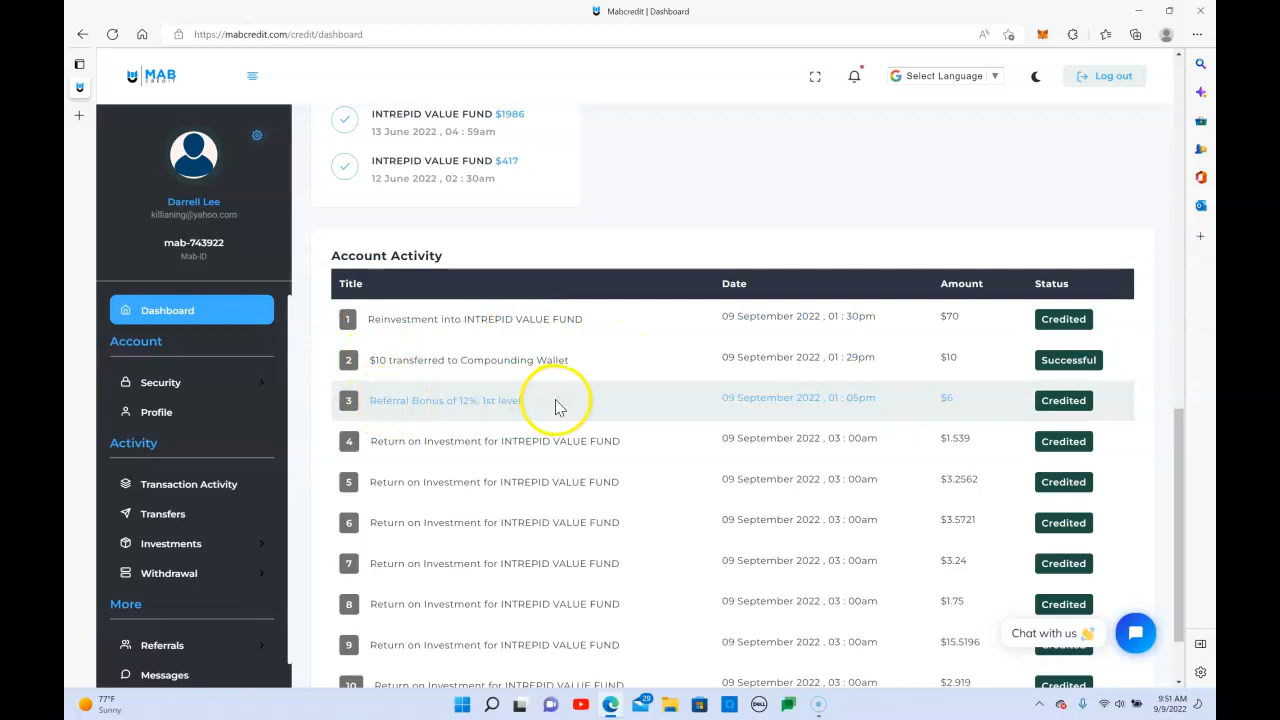 Mabcredit | Dashboard
https://mabcredit.com/credit/dashboard
MAB
CREDIT
Select Language ▼
Log out
Darrell Lee
killianing@yahoo.com
mab-743922
Mab-ID
Dashboard
Account
Security
Profile
Activity
Transaction Activity
Transfers
Investments
Withdrawal
More
Referrals
Messages
INTREPID VALUE FUND $1986
13 June 2022 , 04 : 59am
INTREPID VALUE FUND $417
12 June 2022 , 02 : 30am
Account Activity
Title Date Amount Status
1 Reinvestment into INTREPID VALUE FUND 09 September 2022 , 01 : 30pm $70 Credited
2 $10 transferred to Compounding Wallet 09 September 2022 , 01 : 29pm $10 Successful
3 Referral Bonus of 12%, 1st level 09 September 2022 , 01 : 05pm $6 Credited
4 Return on Investment for INTREPID VALUE FUND 09 September 2022 , 03 : 00am $1.539 Credited
5 Return on Investment for INTREPID VALUE FUND 09 September 2022 , 03 : 00am $3.2562 Credited
6 Return on Investment for INTREPID VALUE FUND 09 September 2022 , 03 : 00am $3.5721 Credited
7 Return on Investment for INTREPID VALUE FUND 09 September 2022 , 03 : 00am $3.24 Credited
8 Return on Investment for INTREPID VALUE FUND 09 September 2022 , 03 : 00am $1.75 Credited
9 Return on Investment for INTREPID VALUE FUND 09 September 2022 , 03 : 00am $15.5196 Credited
10 Return on Investment for INTREPID VALUE FUND 09 September 2022 , 03 : 00am $2.919 Credited
Chat with us 👋
77°F
Sunny
29
DELL
9:51 AM
9/9/2022